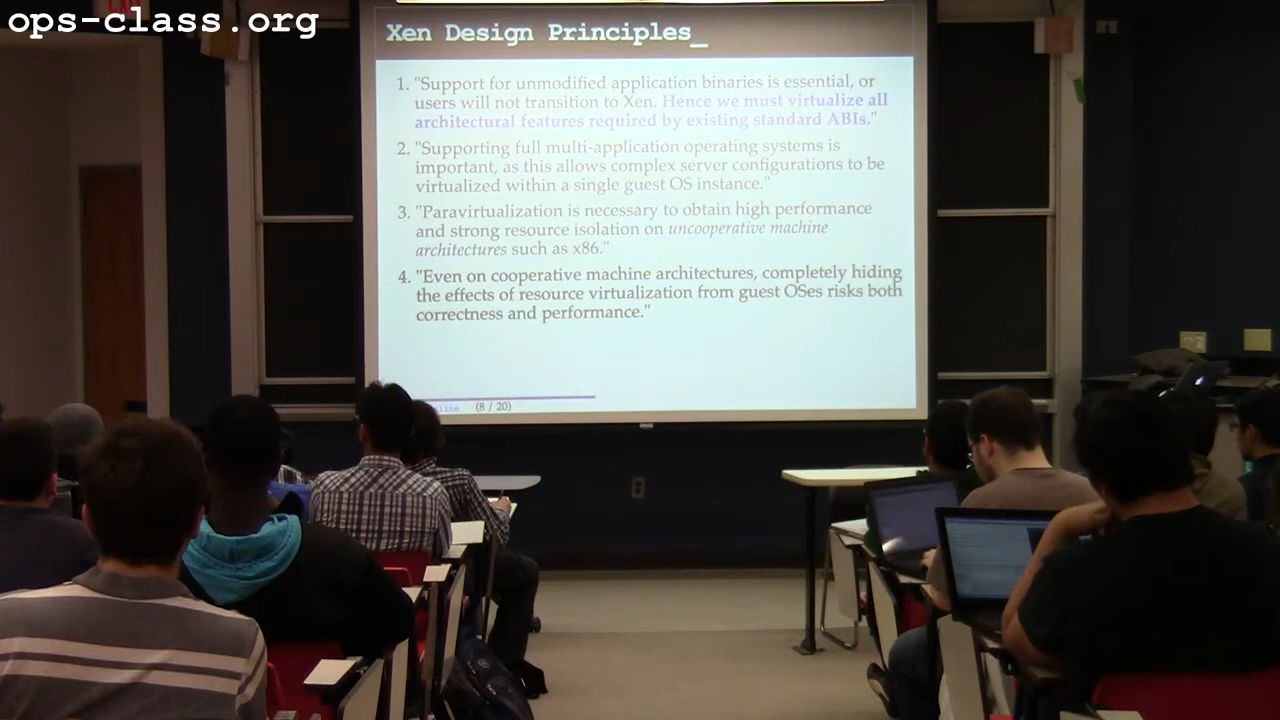 ops-class.org
Xen Design Principles_
1. "Support for unmodified application binaries is essential, or
users will not transition to Xen. Hence we must virtualize all
architectural features required by existing standard ABIs."
2. "Supporting full multi-application operating systems is
important, as this allows complex server configurations to be
virtualized within a single guest OS instance."
3. "Paravirtualization is necessary to obtain high performance
and strong resource isolation on uncooperative machine
architectures such as x86."
4. "Even on cooperative machine architectures, completely hiding
the effects of resource virtualization from guest OSes risks both
correctness and performance."
(8 / 20)